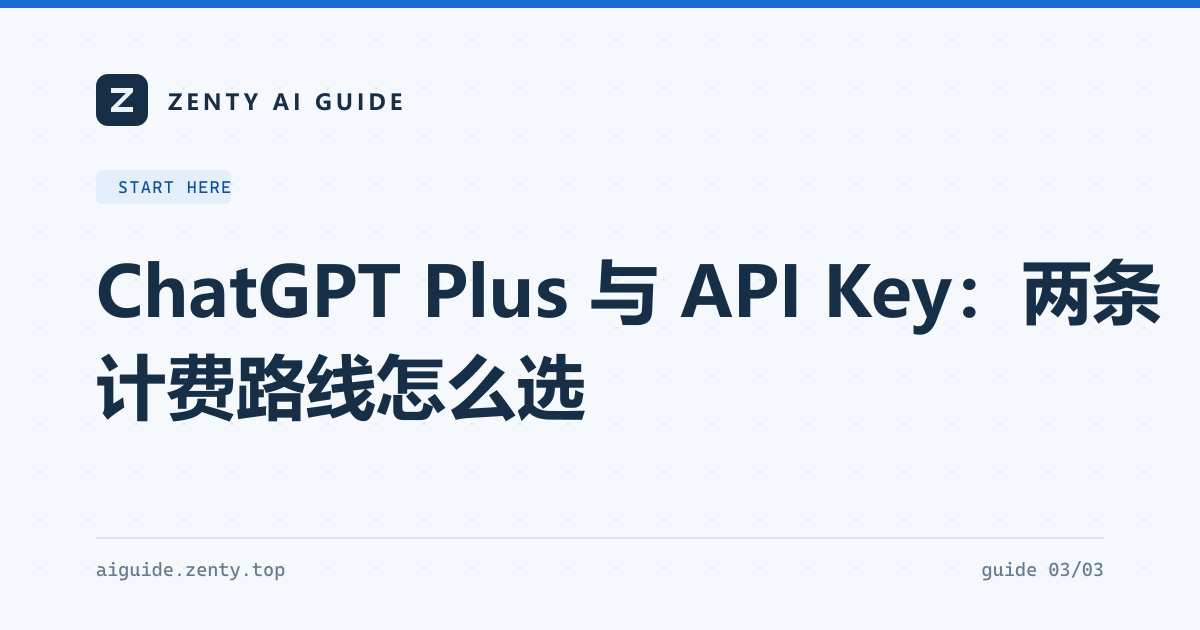 Z
ZENTY AI GUIDE
START HERE
ChatGPT Plus 与 API Key：两条
计费路线怎么选
aiguide.zenty.top
guide 03/03